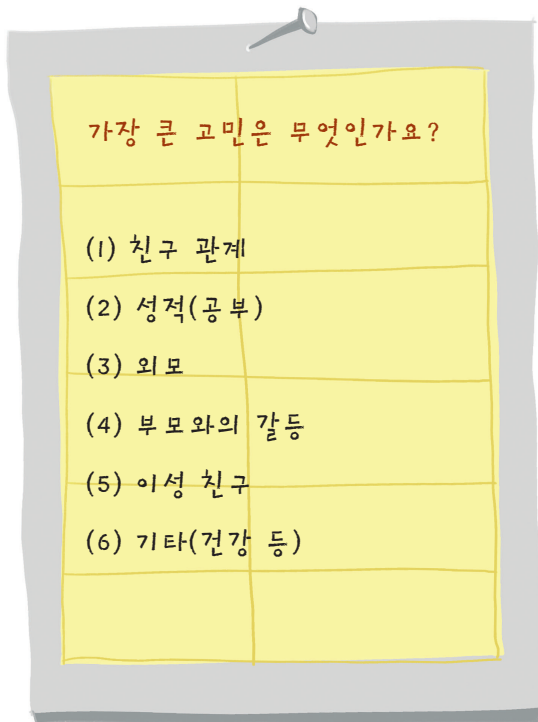 가장 큰 고민은 무엇인가요?
(1) 친구 관계
(2) 성적(공부)
(3) 외모
(4) 부모와의 갈등
(5) 이성 친구
(6) 기타(건강 등)